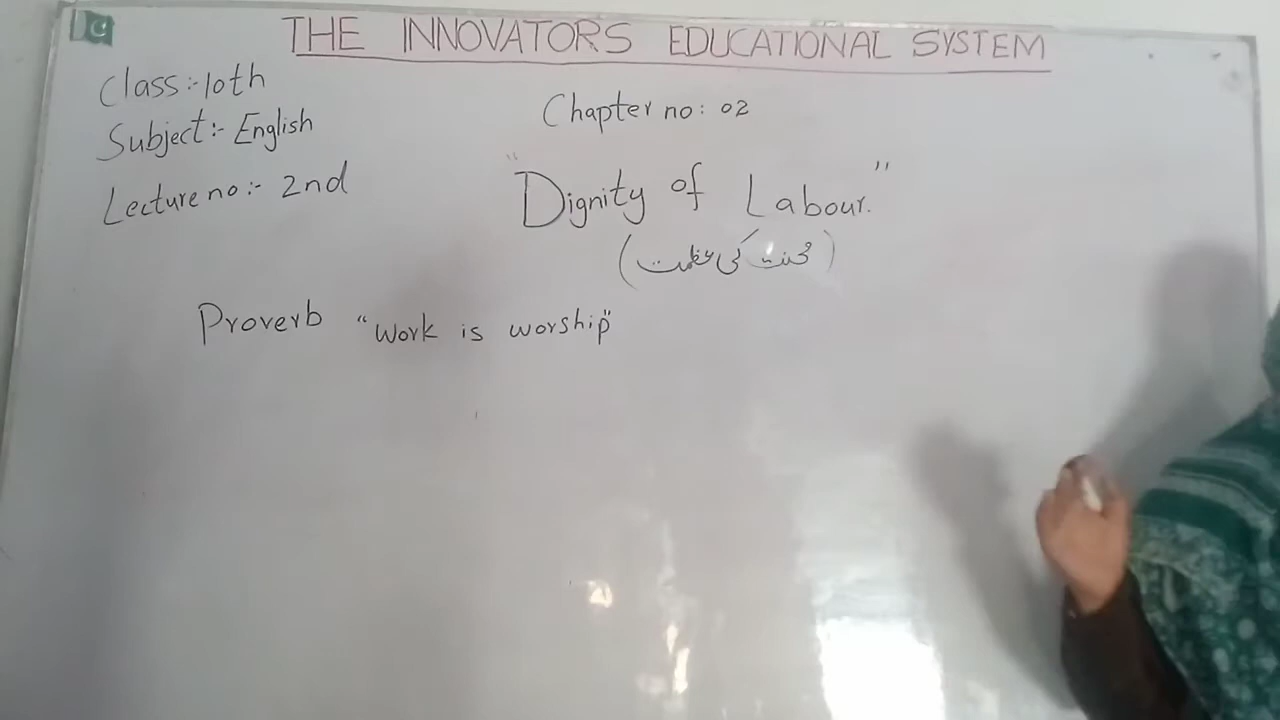 THE INNOVATORS EDUCATIONAL SYSTEM
Class:-10th
Subject:- English
Lecture no:- 2nd
Chapter no: 02
"Dignity of Labour."
(محنت کی عظمت)
Proverb "Work is worship"